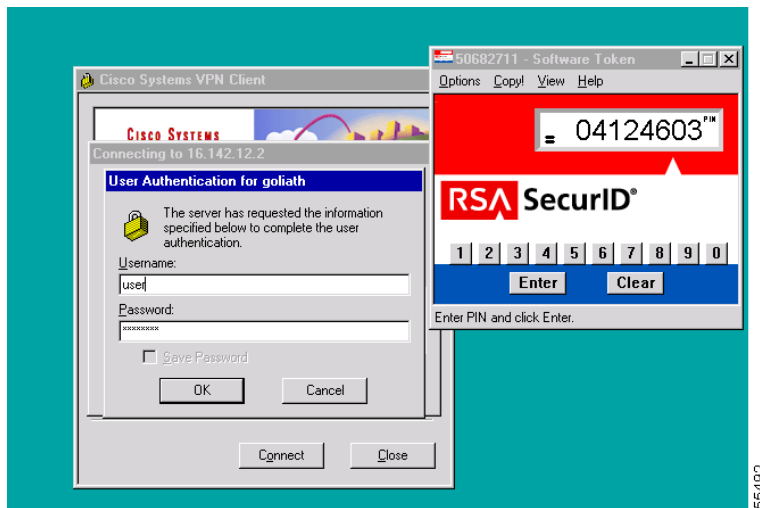 Cisco Systems VPN Client
CISCO SYSTEMS
Connecting to 16.142.12.2
User Authentication for goliath
The server has requested the information
specified below to complete the user
authentication.
Username:
user
Password:
xxxxxxxx
Save Password
OK Cancel
Connect Close
50682711 - Software Token
Options Copy! View Help
04124603 PIN
RSA SecurID®
1 2 3 4 5 6 7 8 9 0
Enter Clear
Enter PIN and click Enter.
55492